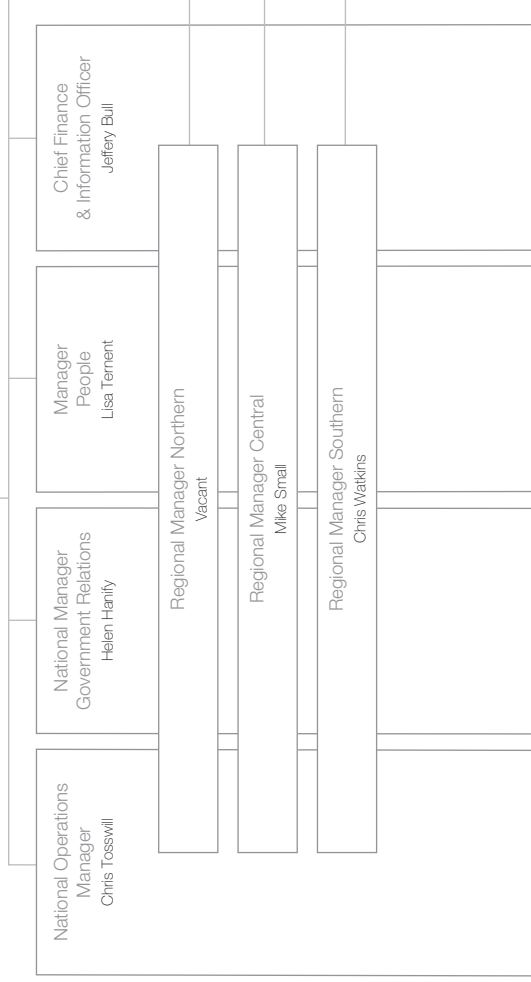 National Operations
Manager
Chris Tosswill
National Manager
Government Relations
Helen Hanify
Manager
People
Lisa Ternent
Chief Finance
& Information Officer
Jeffery Bull
Regional Manager Northern
Vacant
Regional Manager Central
Mike Small
Regional Manager Southern
Chris Watkins